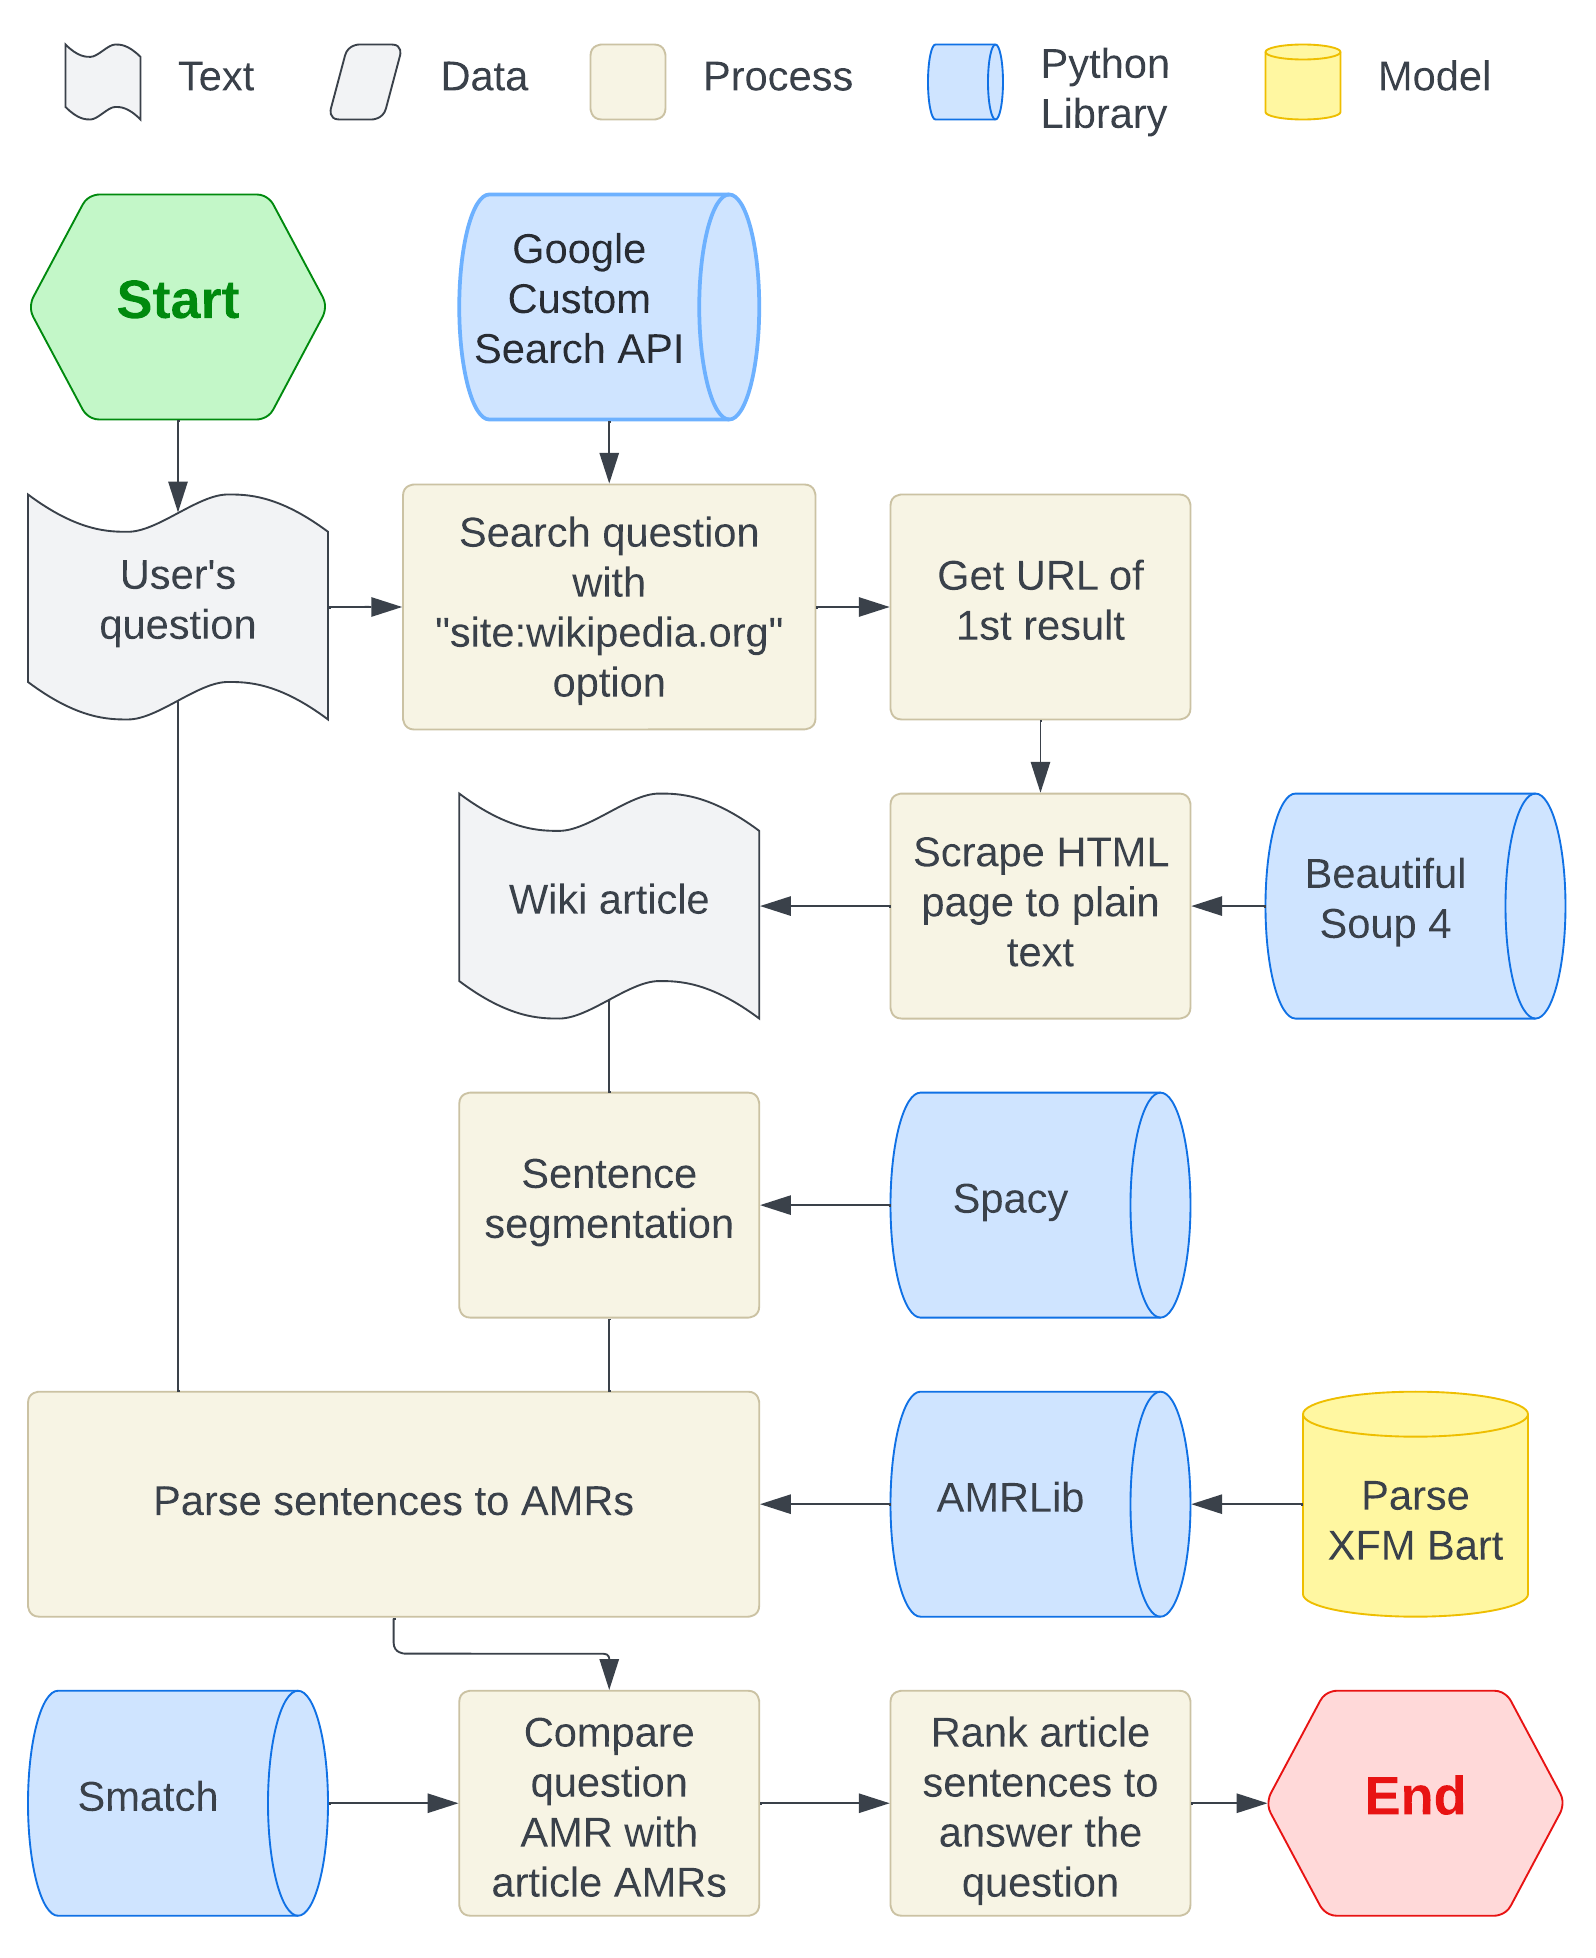 Text
Data
Process
Python
Library
Model
Start
Google
Custom
Search API
User's
question
Search question
with
"site:wikipedia.org"
option
Get URL of
1st result
Wiki article
Scrape HTML
page to plain
text
Beautiful
Soup 4
Sentence
segmentation
Spacy
Parse sentences to AMRs
AMRLib
Parse
XFM Bart
Smatch
Compare
question
AMR with
article AMRs
Rank article
sentences to
answer the
question
End